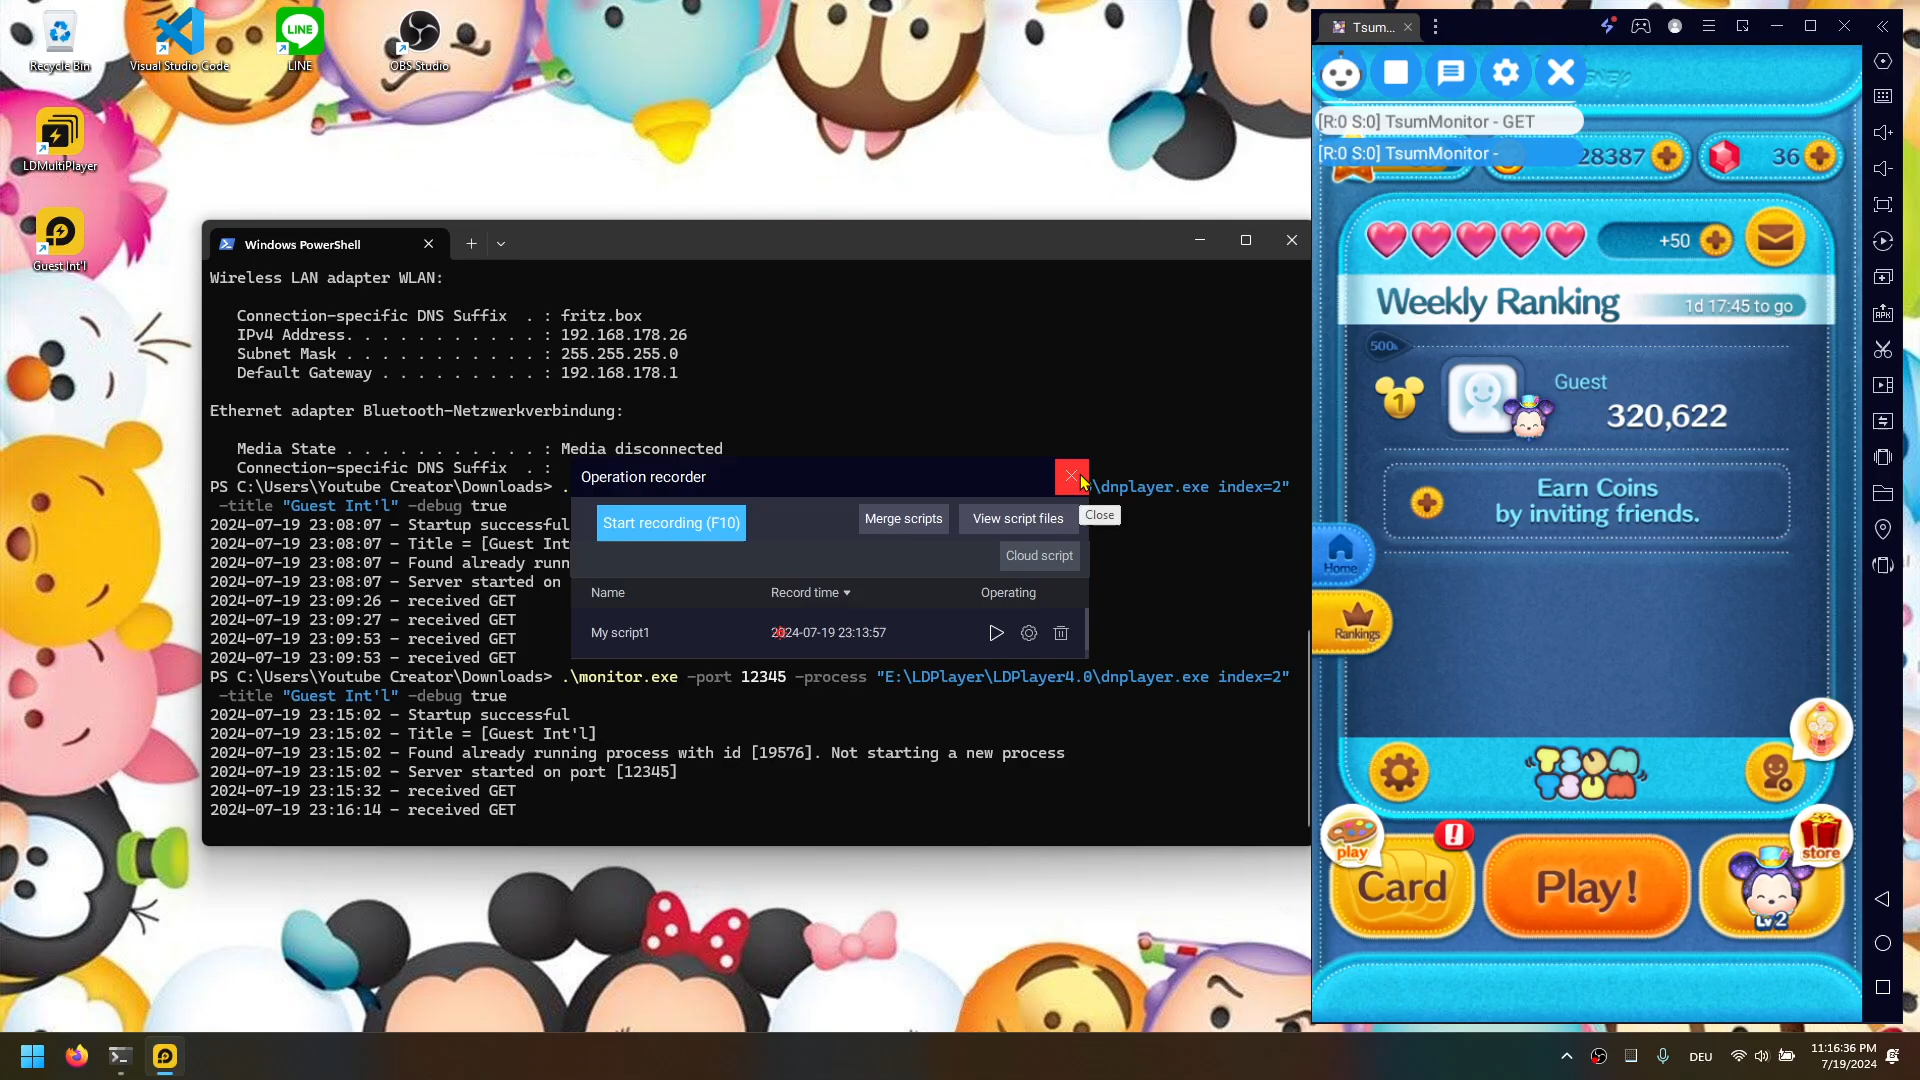 Recycle Bin
Visual Studio Code
LINE
OBS Studio
LDMultiPlayer
Guest Int'l
Windows PowerShell
Wireless LAN adapter WLAN:
Connection-specific DNS Suffix  . : fritz.box
IPv4 Address. . . . . . . . . . . : 192.168.178.26
Subnet Mask . . . . . . . . . . . : 255.255.255.0
Default Gateway . . . . . . . . . : 192.168.178.1
Ethernet adapter Bluetooth-Netzwerkverbindung:
Media State . . . . . . . . . . . : Media disconnected
Connection-specific DNS Suffix  . :
PS C:\Users\Youtube Creator\Downloads> . \dnplayer.exe index=2"
-title "Guest Int'l" -debug true
2024-07-19 23:08:07 - Startup successful
2024-07-19 23:08:07 - Title = [Guest Int
2024-07-19 23:08:07 - Found already runn
2024-07-19 23:08:07 - Server started on
2024-07-19 23:09:26 - received GET
2024-07-19 23:09:27 - received GET
2024-07-19 23:09:53 - received GET
2024-07-19 23:09:53 - received GET
PS C:\Users\Youtube Creator\Downloads> .\monitor.exe -port 12345 -process "E:\LDPlayer\LDPlayer4.0\dnplayer.exe index=2"
-title "Guest Int'l" -debug true
2024-07-19 23:15:02 - Startup successful
2024-07-19 23:15:02 - Title = [Guest Int'l]
2024-07-19 23:15:02 - Found already running process with id [19576]. Not starting a new process
2024-07-19 23:15:02 - Server started on port [12345]
2024-07-19 23:15:32 - received GET
2024-07-19 23:16:14 - received GET
Operation recorder
Close
Start recording (F10)
Merge scripts
View script files
Cloud script
Name
Record time
Operating
My script1
2024-07-19 23:13:57
Tsum...
[R:0 S:0] TsumMonitor - GET
[R:0 S:0] TsumMonitor -
28387
36
+50
Weekly Ranking
1d 17:45 to go
500k
1
Guest
320,622
Earn Coins
by inviting friends.
Home
Rankings
TSUM
TSUM
play
store
Card
Play!
Lv 2
APK
DEU
11:16:36 PM
7/19/2024